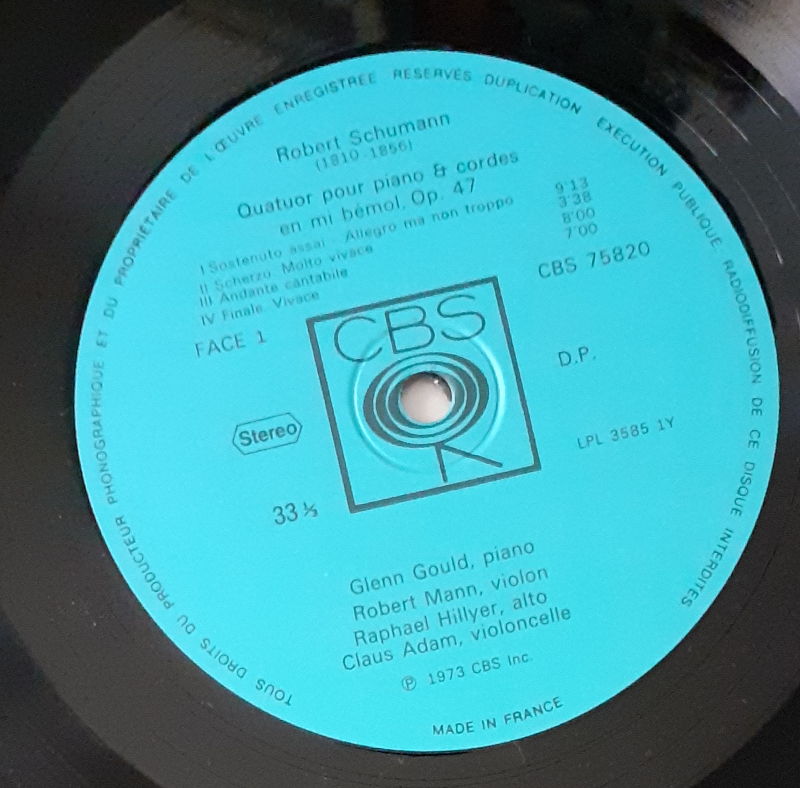 TOUS DROITS DU PRODUCTEUR PHONOGRAPHIQUE ET DU PROPRIÉTAIRE DE L'ŒUVRE ENREGISTRÉE RÉSERVÉS DUPLICATION EXÉCUTION PUBLIQUE RADIODIFFUSION DE CE DISQUE INTERDITES
Robert Schumann
(1810-1856)
Quatuor pour piano & cordes
en mi bémol, Op. 47
I Sostenuto assai - Allegro ma non troppo 9'13
II Scherzo. Molto vivace 3'38
III Andante cantabile 8'00
IV Finale. Vivace 7'00
CBS 75820
FACE 1
CBS
D.P.
Stereo
LPL 3585 1Y
33⅓
Glenn Gould, piano
Robert Mann, violon
Raphael Hillyer, alto
Claus Adam, violoncelle
℗ 1973 CBS Inc.
MADE IN FRANCE